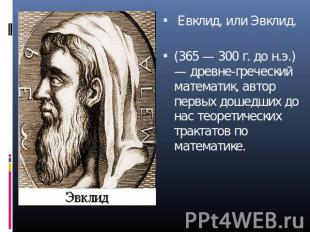 Евклид, или Эвклид.
(365 — 300 г. до н.э.)
— древне-греческий
математик, автор
первых дошедших до
нас теоретических
трактатов по
математике.
Эвклид
PPt4WEB.ru